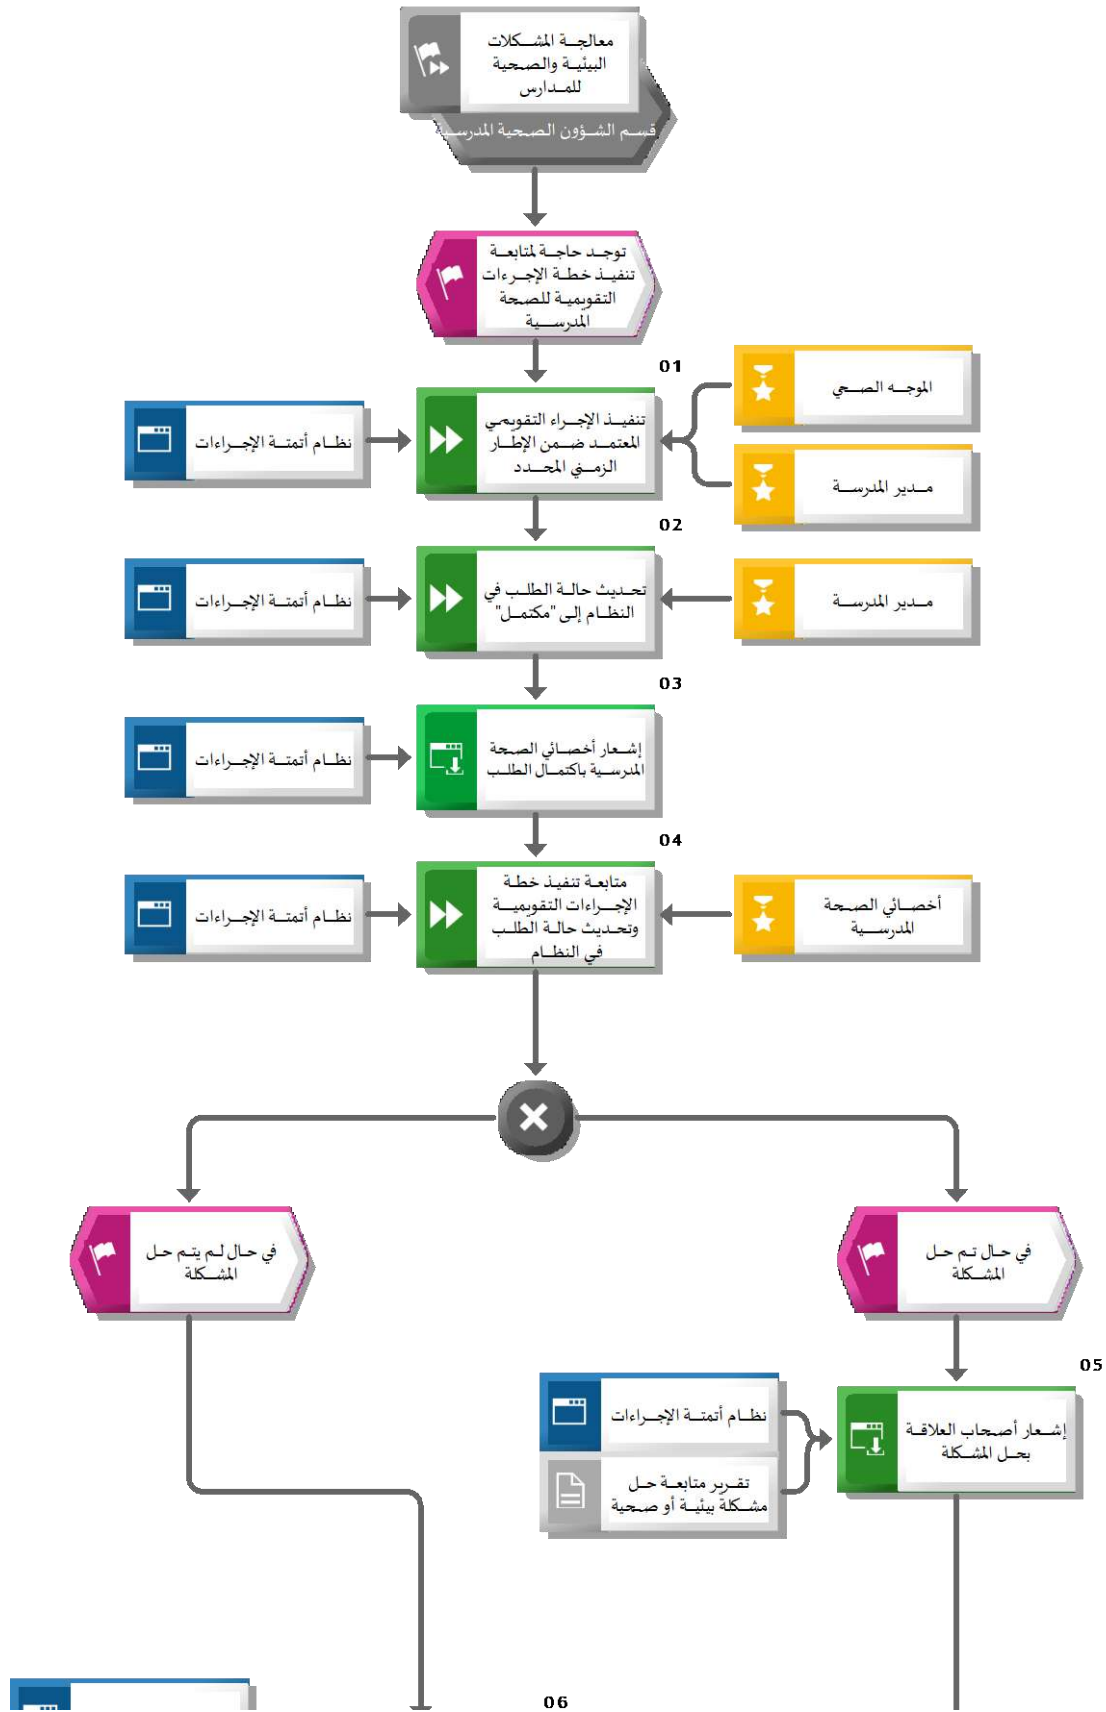 معالجة المشكلات
البيئية والصحية
للمدارس
قسم الشؤون الصحية المدرسية
توجد حاجة لمتابعة
تنفيذ خطة الإجرءات
التقويمية للصحة
المدرسية
01
الموجه الصحي
تنفيذ الإجراء التقويمي
المعتمد ضمن الإطار
الزمني المحدد
نظام أتمتة الإجراءات
مدير المدرسة
02
مدير المدرسة
تحديث حالة الطلب في
النظام إلى "مكتمل"
نظام أتمتة الإجراءات
03
إشعار أخصائي الصحة
المدرسية باكتمال الطلب
نظام أتمتة الإجراءات
04
أخصائي الصحة
المدرسية
متابعة تنفيذ خطة
الإجراءات التقويمية
وتحديث حالة الطلب
في النظام
نظام أتمتة الإجراءات
في حال تم حل
المشكلة
في حال لم يتم حل
المشكلة
05
إشعار أصحاب العلاقة
بحل المشكلة
نظام أتمتة الإجراءات
تقرير متابعة حل
مشكلة بيئية أو صحية
06